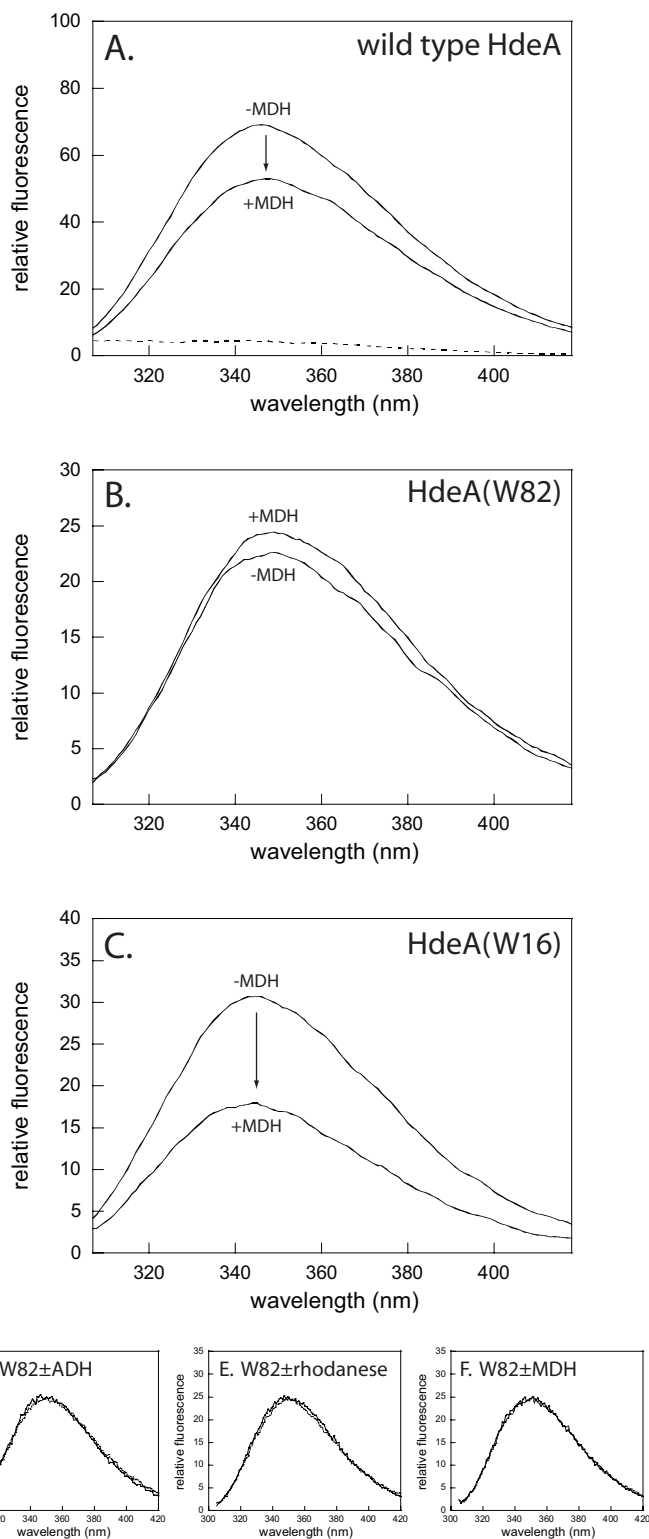 A.
wild type HdeA
100
80
60
40
20
0
relative fluorescence
-MDH
+MDH
320 340 360 380 400
wavelength (nm)
B.
HdeA(W82)
30
25
20
15
10
5
0
relative fluorescence
+MDH
-MDH
320 340 360 380 400
wavelength (nm)
C.
HdeA(W16)
40
35
30
25
20
15
10
5
0
relative fluorescence
-MDH
+MDH
320 340 360 380 400
wavelength (nm)
W82±ADH
340 360 380 400 420
wavelength (nm)
E. W82±rhodanese
35
30
25
20
15
10
5
0
relative fluorescence
300 320 340 360 380 400 420
wavelength (nm)
F. W82±MDH
35
30
25
20
15
10
5
0
relative fluorescence
300 320 340 360 380 400 420
wavelength (nm)